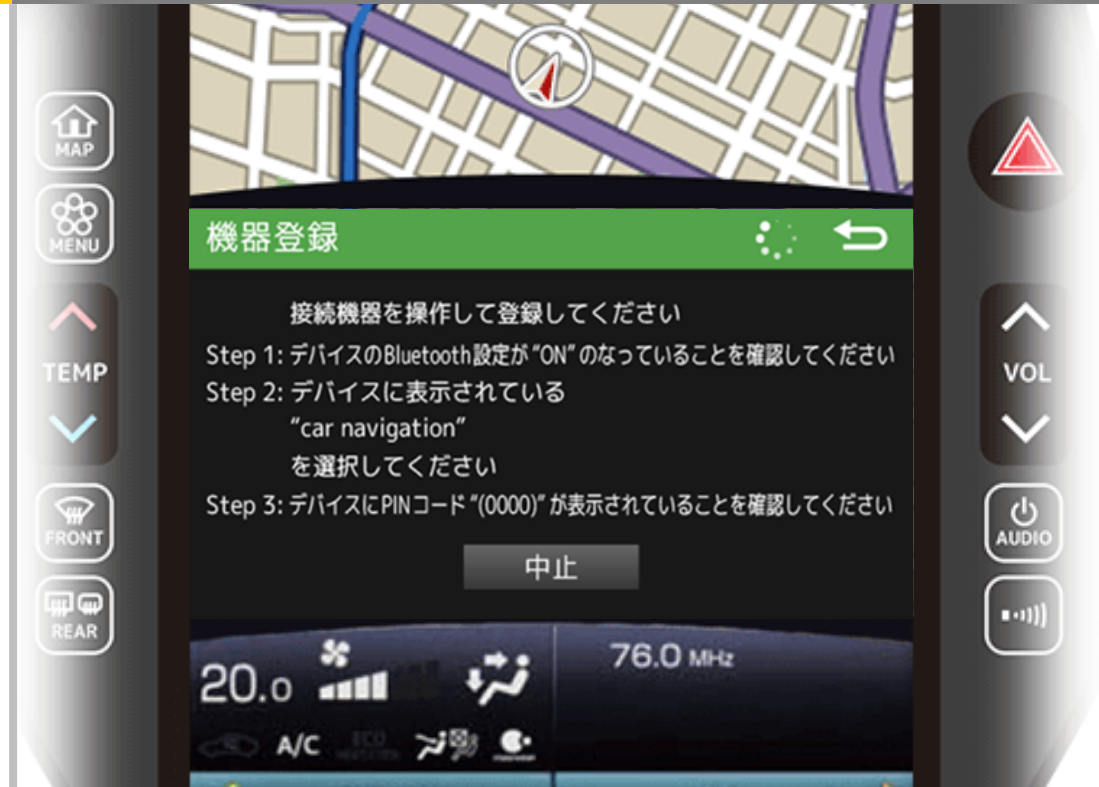 MAP
MENU
TEMP
FRONT
REAR
機器登録
接続機器を操作して登録してください
Step 1: デバイスのBluetooth設定が“ON”のなっていることを確認してください
Step 2: デバイスに表示されている
“car navigation”
を選択してください
Step 3: デバイスにPINコード“(0000)”が表示されていることを確認してください
中止
20.0
76.0 MHz
A/C
ECO
VOL
AUDIO